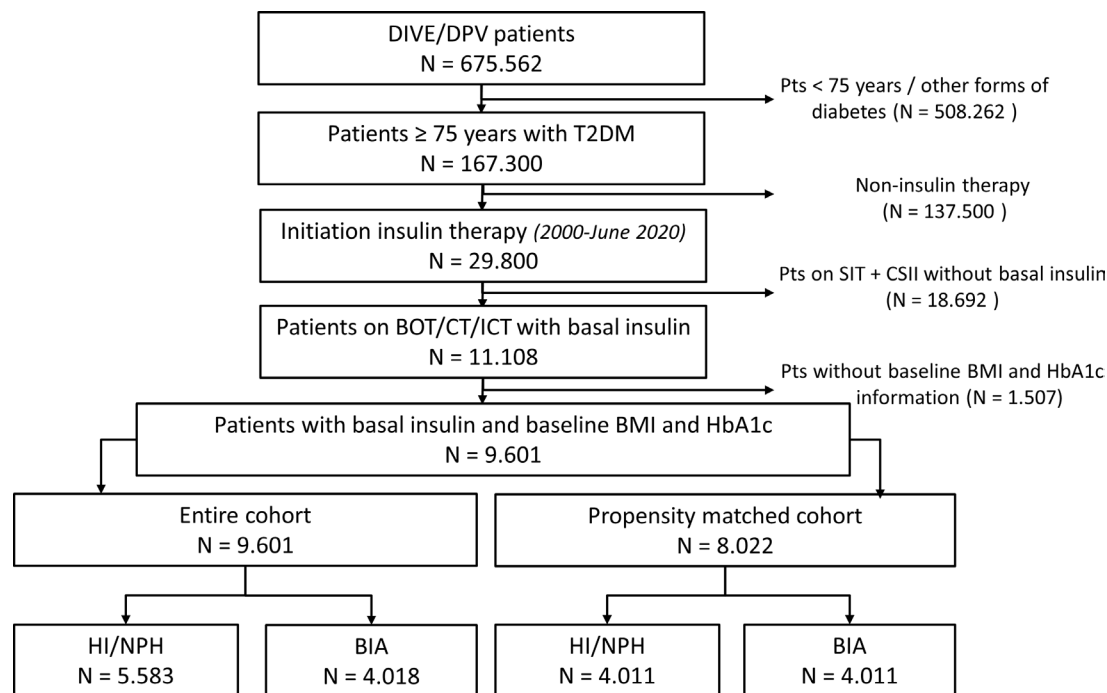 DIVE/DPV patients
N = 675.562
Pts < 75 years / other forms of
diabetes (N = 508.262 )
Patients ≥ 75 years with T2DM
N = 167.300
Non-insulin therapy
(N = 137.500 )
Initiation insulin therapy (2000-June 2020)
N = 29.800
Pts on SIT + CSII without basal insulin
(N = 18.692 )
Patients on BOT/CT/ICT with basal insulin
N = 11.108
Pts without baseline BMI and HbA1c
information (N = 1.507)
Patients with basal insulin and baseline BMI and HbA1c
N = 9.601
Entire cohort
N = 9.601
Propensity matched cohort
N = 8.022
HI/NPH
N = 5.583
BIA
N = 4.018
HI/NPH
N = 4.011
BIA
N = 4.011